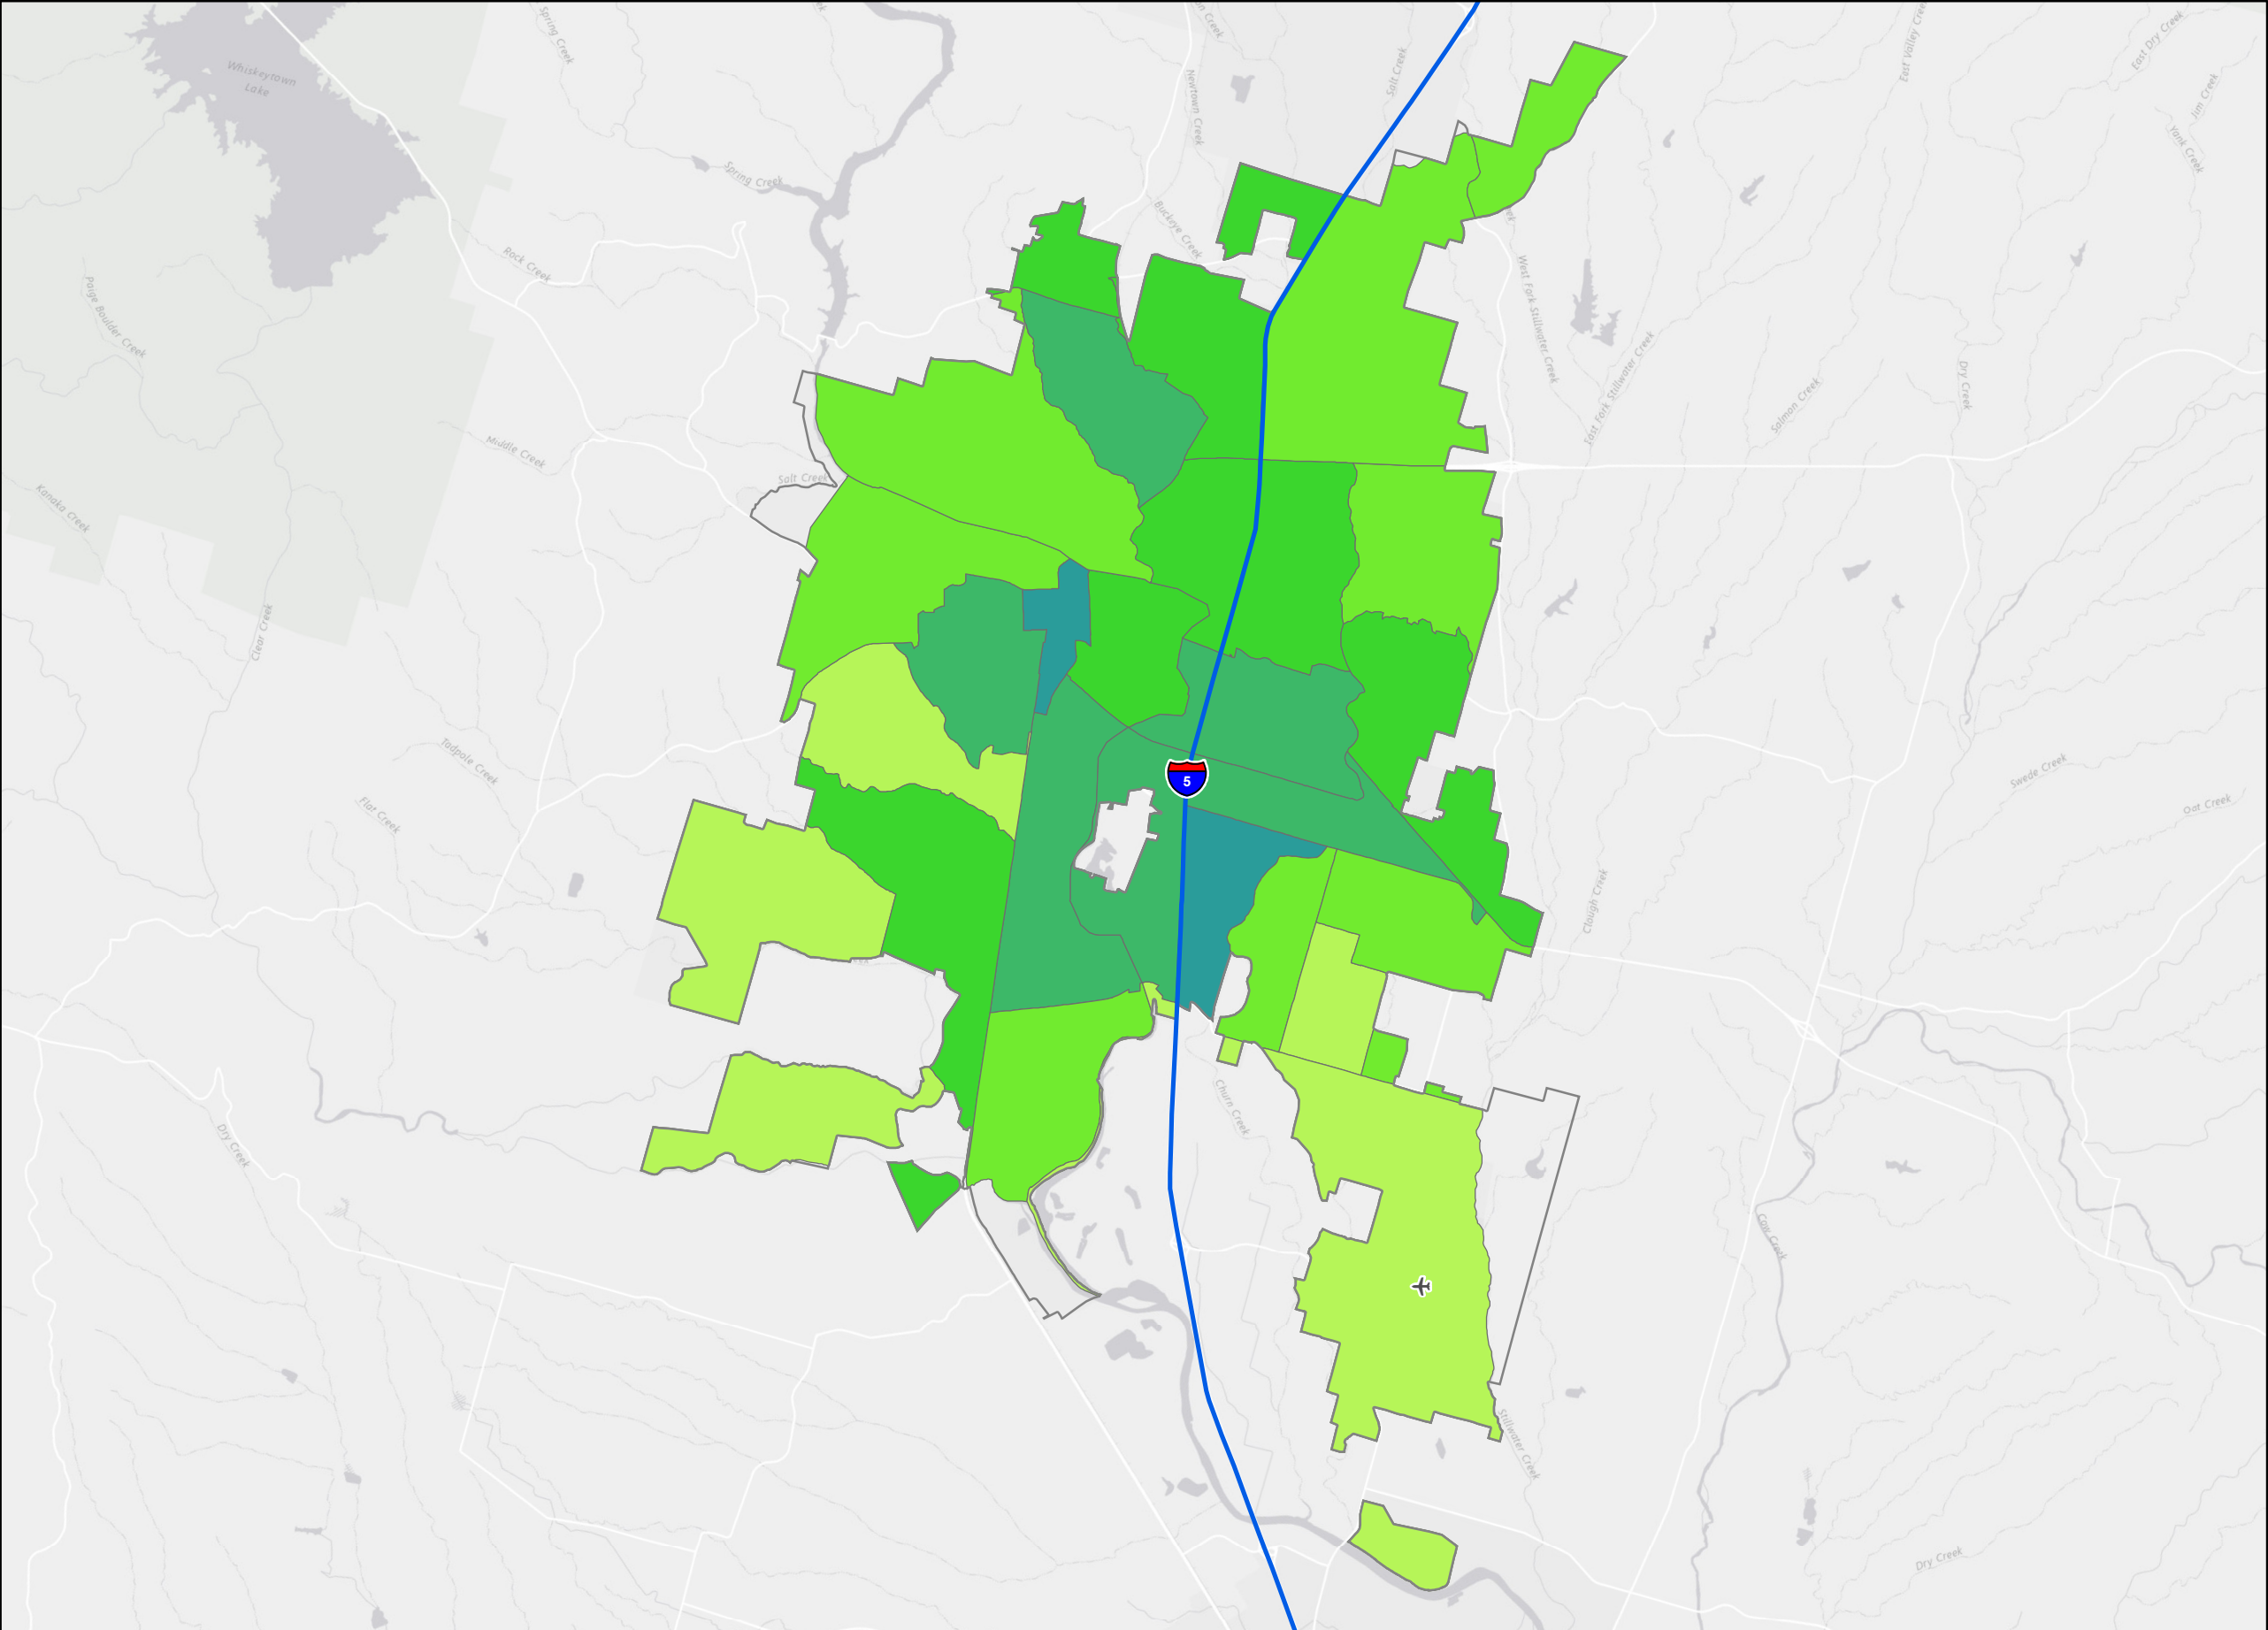 Spring Creek
Newtown Creek
Salt Creek
East Valley Creek
East Dry Creek
Jim Creek
Yank Creek
Whiskeytown
Lake
Spring Creek
Buckeye Creek
Rock Creek
Paige Boulder Creek
West Fork Stillwater Creek
East Fork Stillwater Creek
Salmon Creek
Dry Creek
Middle Creek
Salt Creek
Kanaka Creek
Clear Creek
Tadpole Creek
Flat Creek
5
Swede Creek
Oat Creek
Clough Creek
Churn Creek
Dry Creek
Cow Creek
Stillwater Creek
Dry Creek